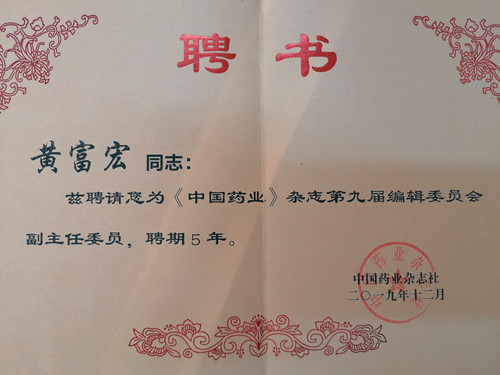 聘书
黄富宏 同志：
兹聘请您为《中国药业》杂志第九届编辑委员会
副主任委员，聘期5年。
中国药业杂志社
二〇一九年十二月